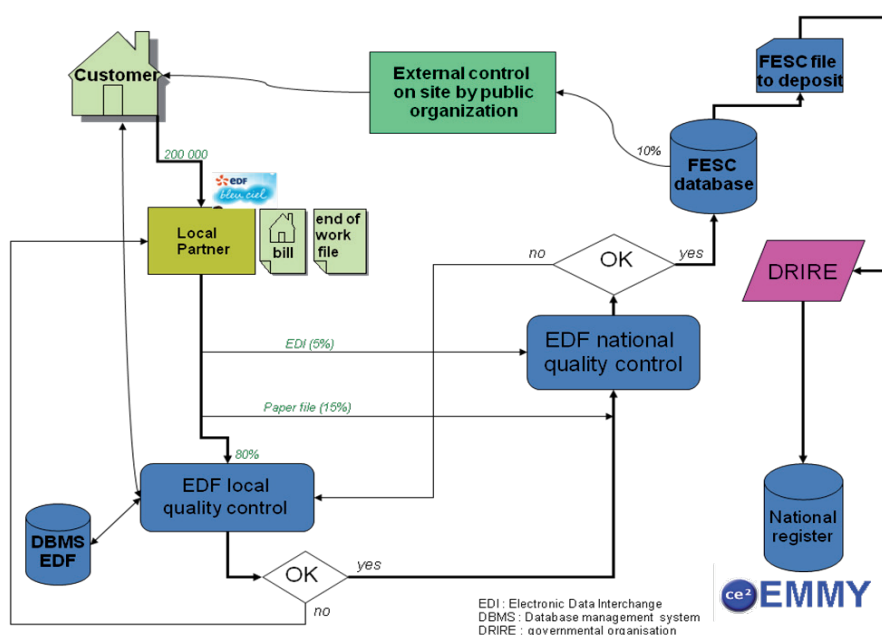 Customer
External control
on site by public
organization
FESC file
to deposit
10%
FESC
database
200 000
edf
bleu ciel
Local
Partner
bill
end of
work
file
no
OK
yes
DRIRE
EDI (5%)
EDF national
quality control
Paper file (15%)
80%
EDF local
quality control
DBMS
EDF
OK
yes
no
National
register
EDI : Electronic Data Interchange
DBMS : Database management system
DRIRE : governmental organisation
ce² EMMY